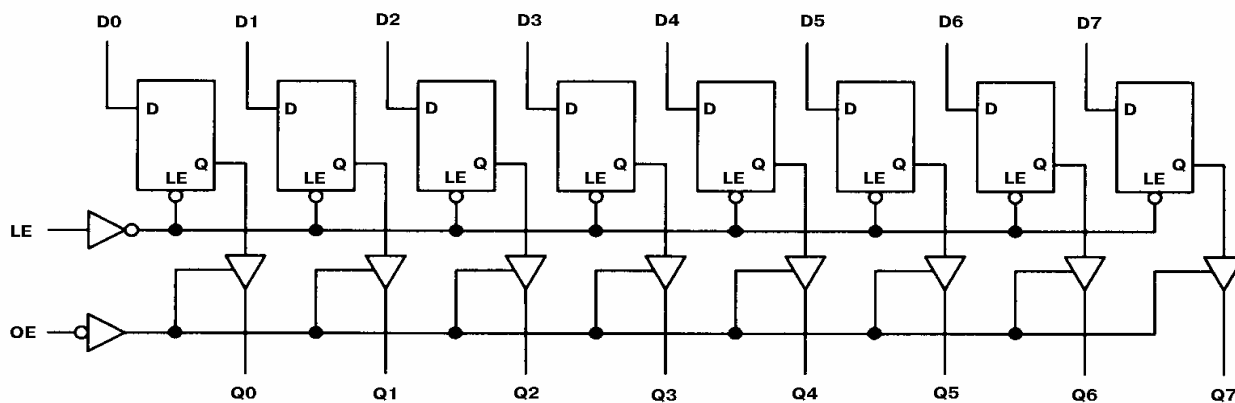 D0 D1 D2 D3 D4 D5 D6 D7
D D D D D D D D
Q Q Q Q Q Q Q Q
LE LE LE LE LE LE LE LE
LE
OE
Q0 Q1 Q2 Q3 Q4 Q5 Q6 Q7